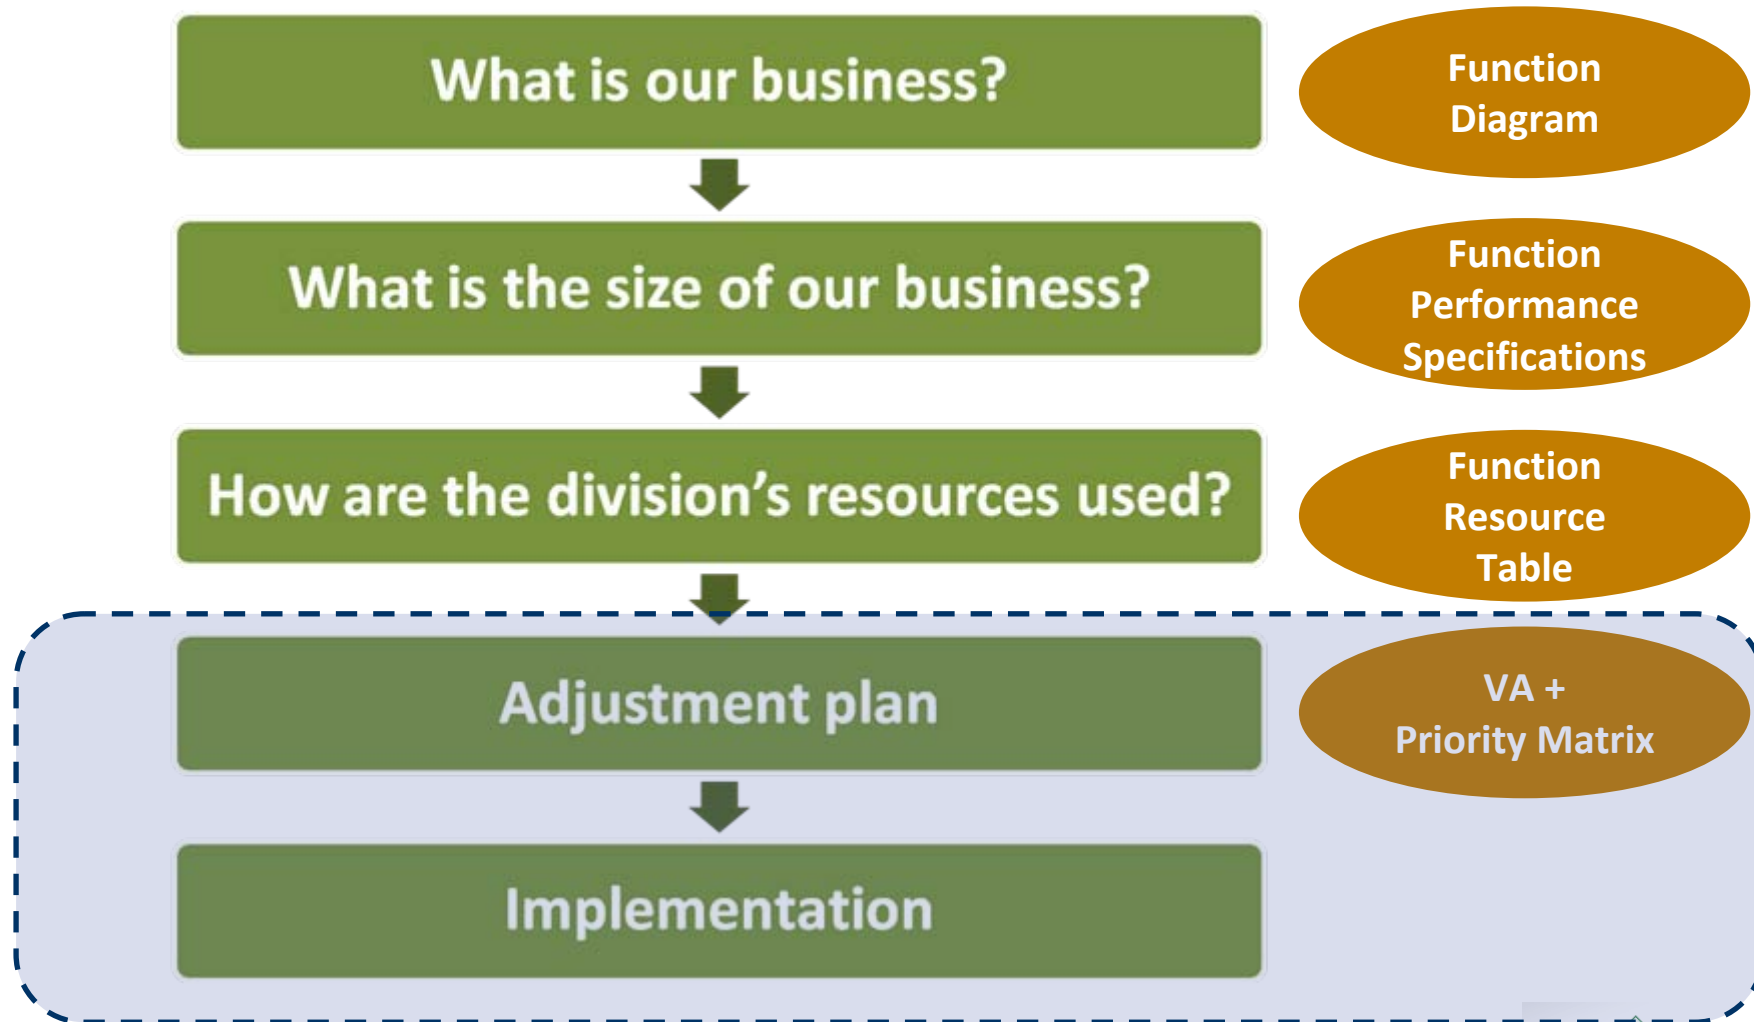 What is our business?
Function
Diagram
What is the size of our business?
Function
Performance
Specifications
How are the division’s resources used?
Function
Resource
Table
Adjustment plan
VA +
Priority Matrix
Implementation